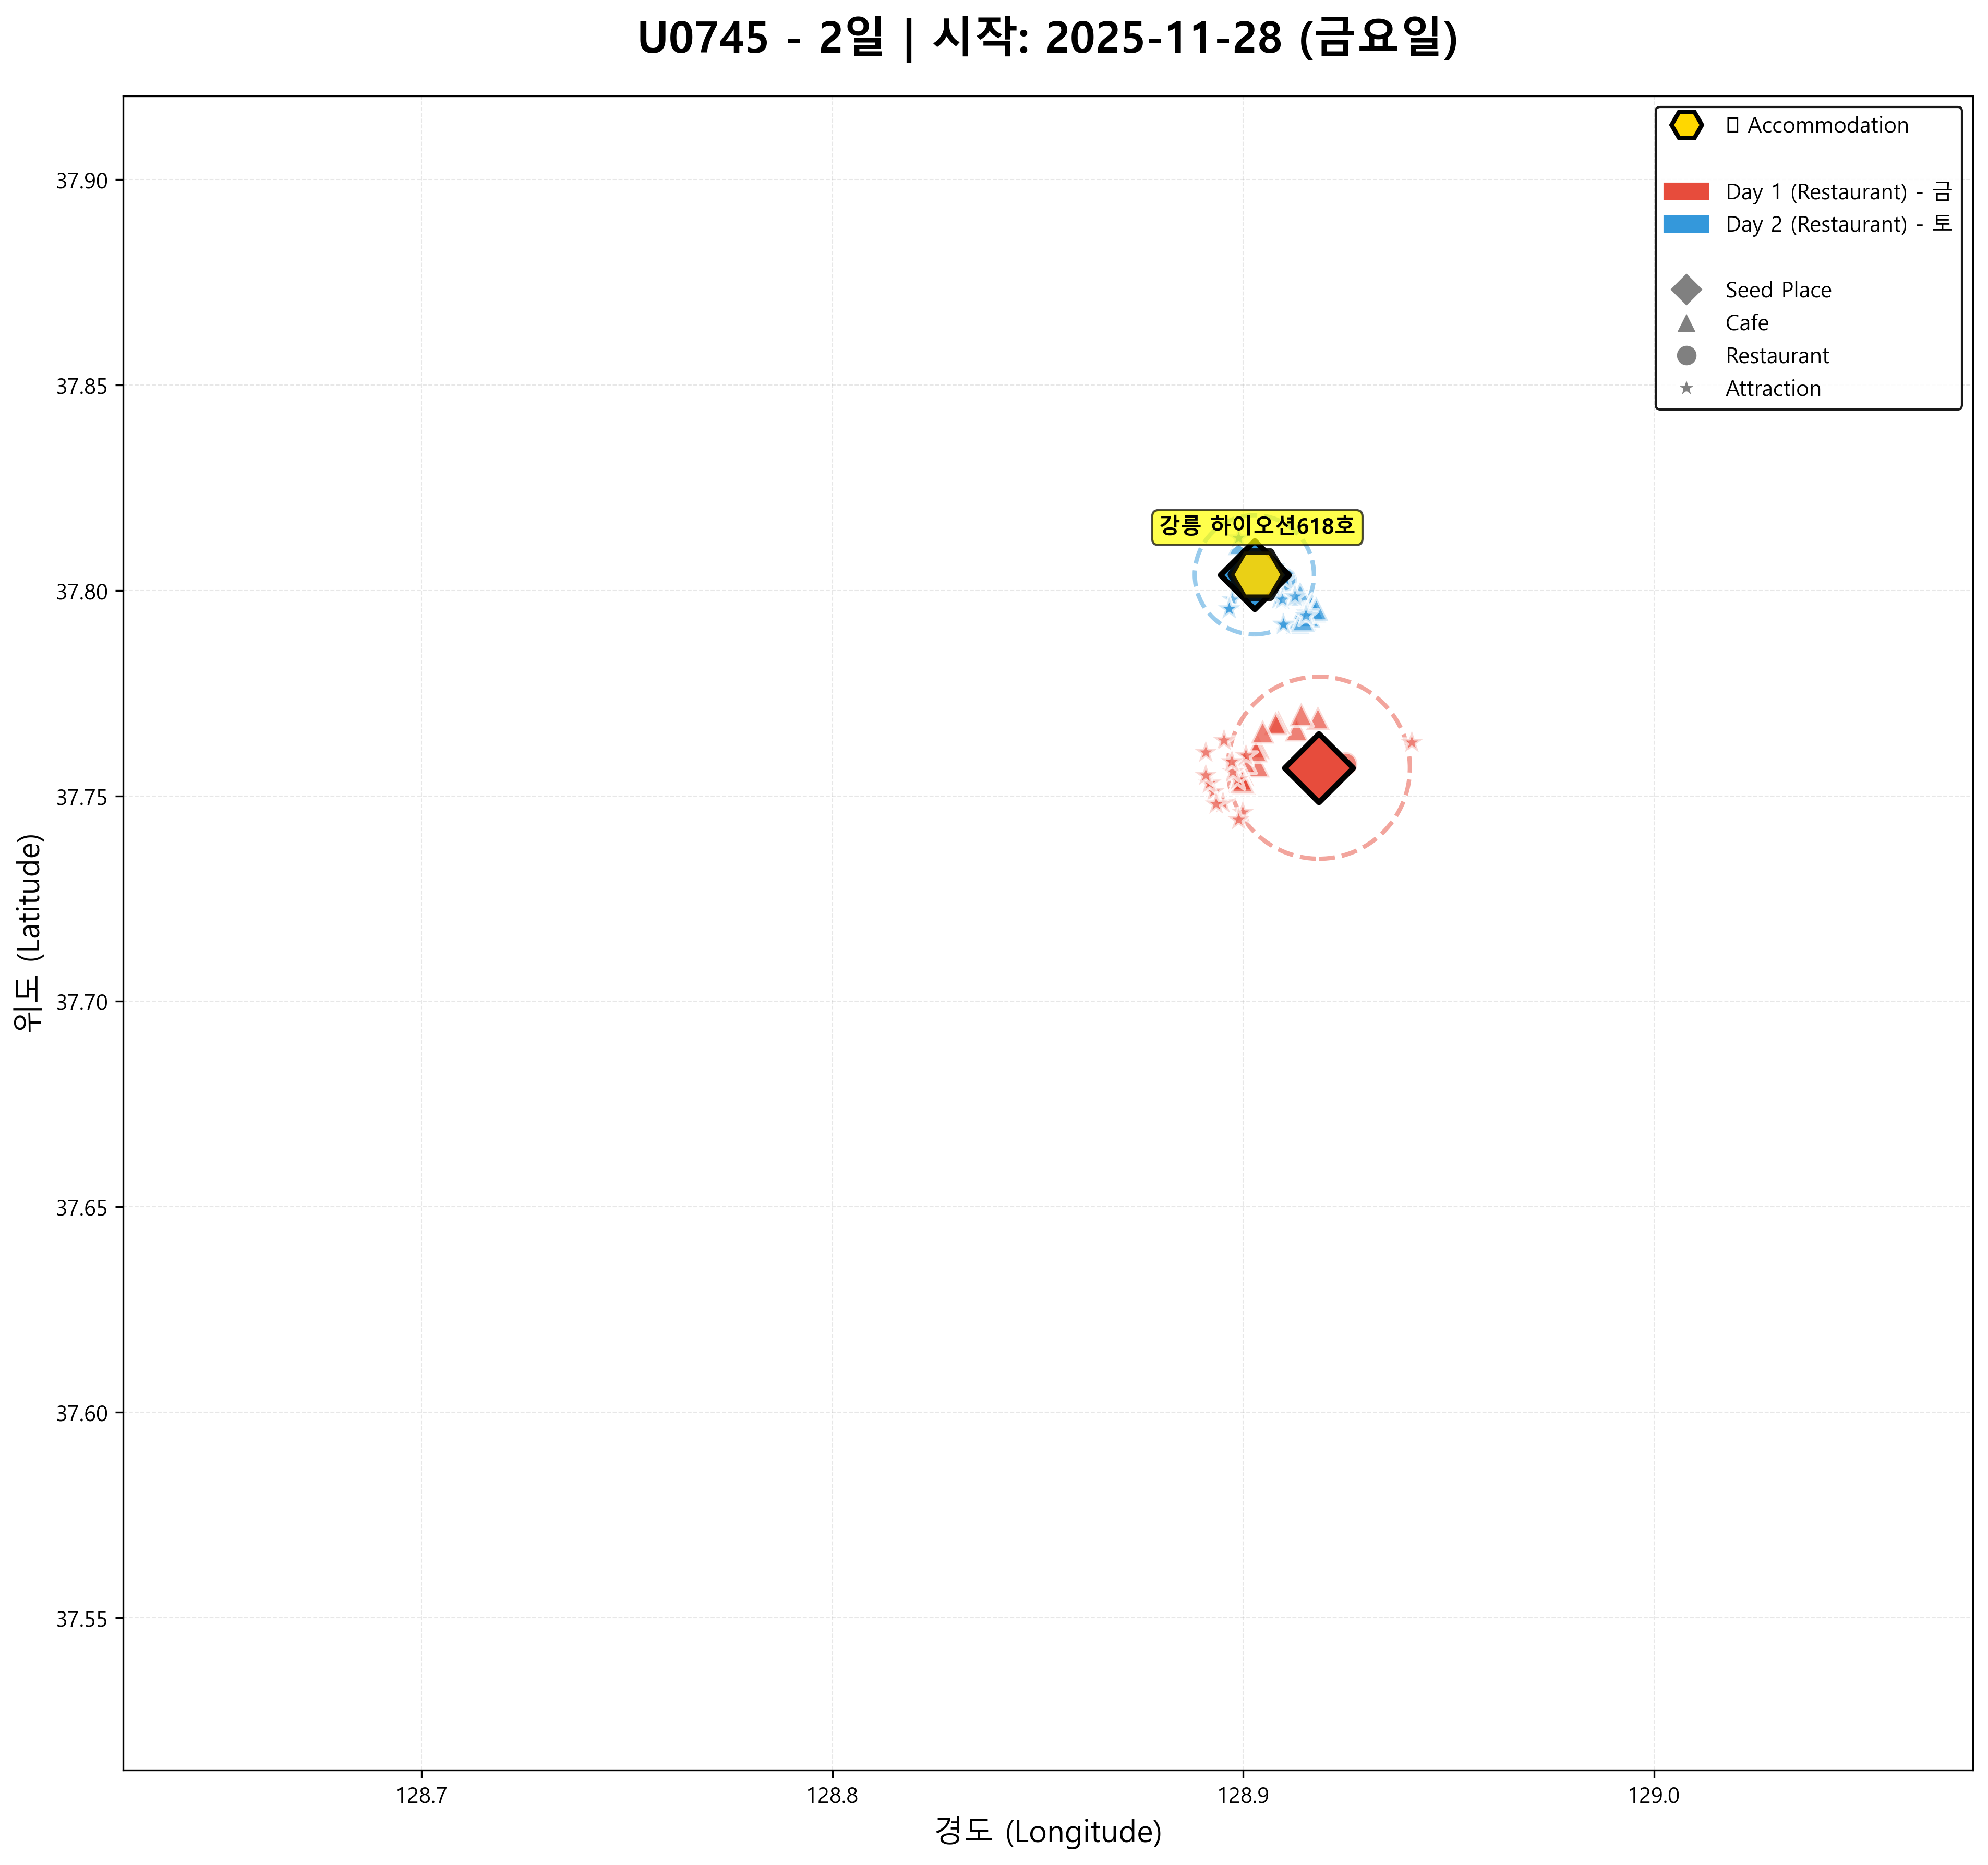 U0745 - 2일 | 시작: 2025-11-28 (금요일)
Accommodation
Day 1 (Restaurant) - 금
Day 2 (Restaurant) - 토
Seed Place
Cafe
Restaurant
Attraction
강릉 하이오션618호
37.90
37.85
37.80
37.75
37.70
37.65
37.60
37.55
위도 (Latitude)
128.7
128.8
128.9
129.0
경도 (Longitude)